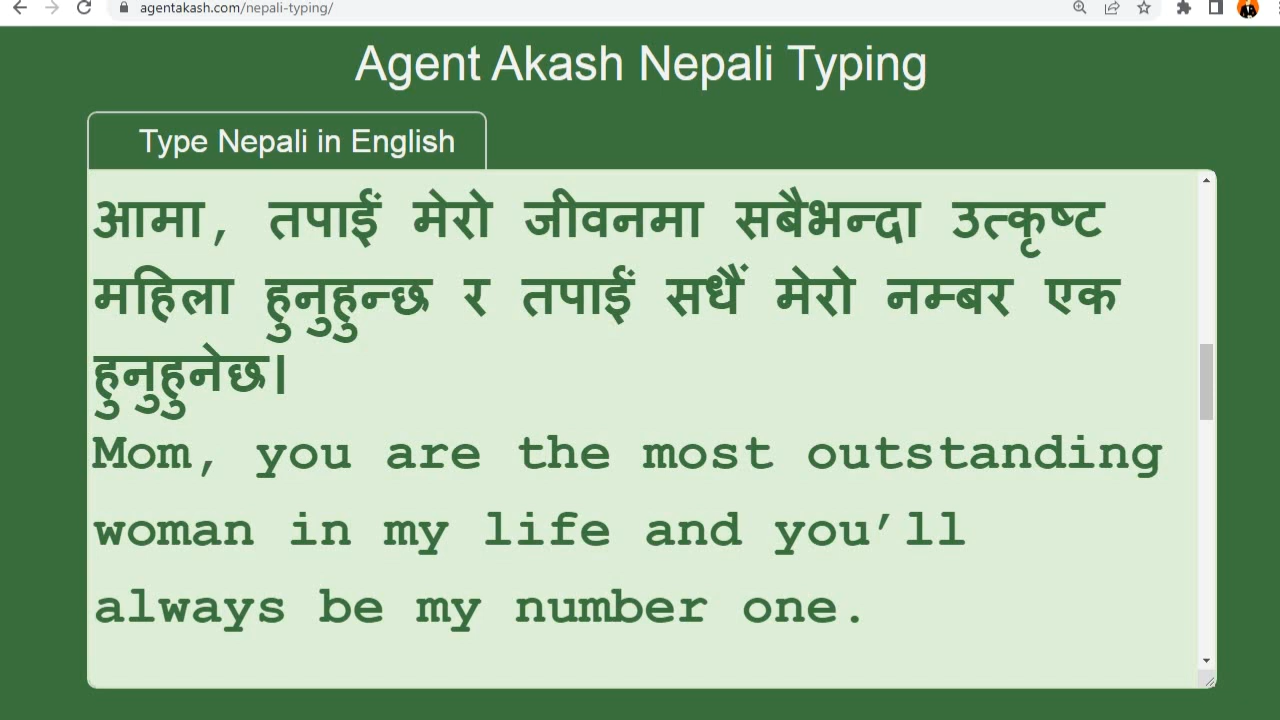 agentakash.com/nepali-typing/
Agent Akash Nepali Typing
Type Nepali in English
आमा, तपाईं मेरो जीवनमा सबैभन्दा उत्कृष्ट
महिला हुनुहुन्छ र तपाईं सधैं मेरो नम्बर एक
हुनुहुनेछ।
Mom, you are the most outstanding
woman in my life and you’ll
always be my number one.